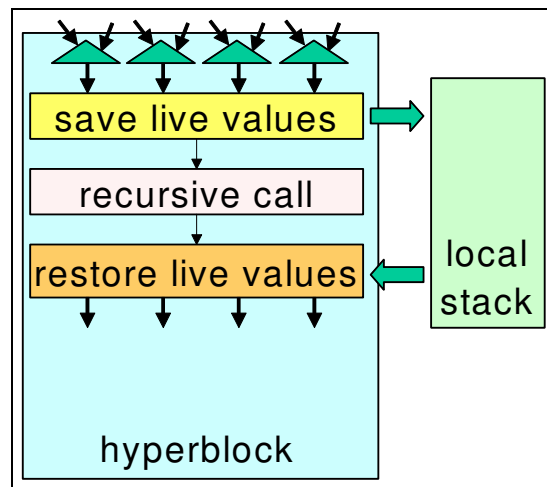 save live values
recursive call
restore live values
local
stack
hyperblock